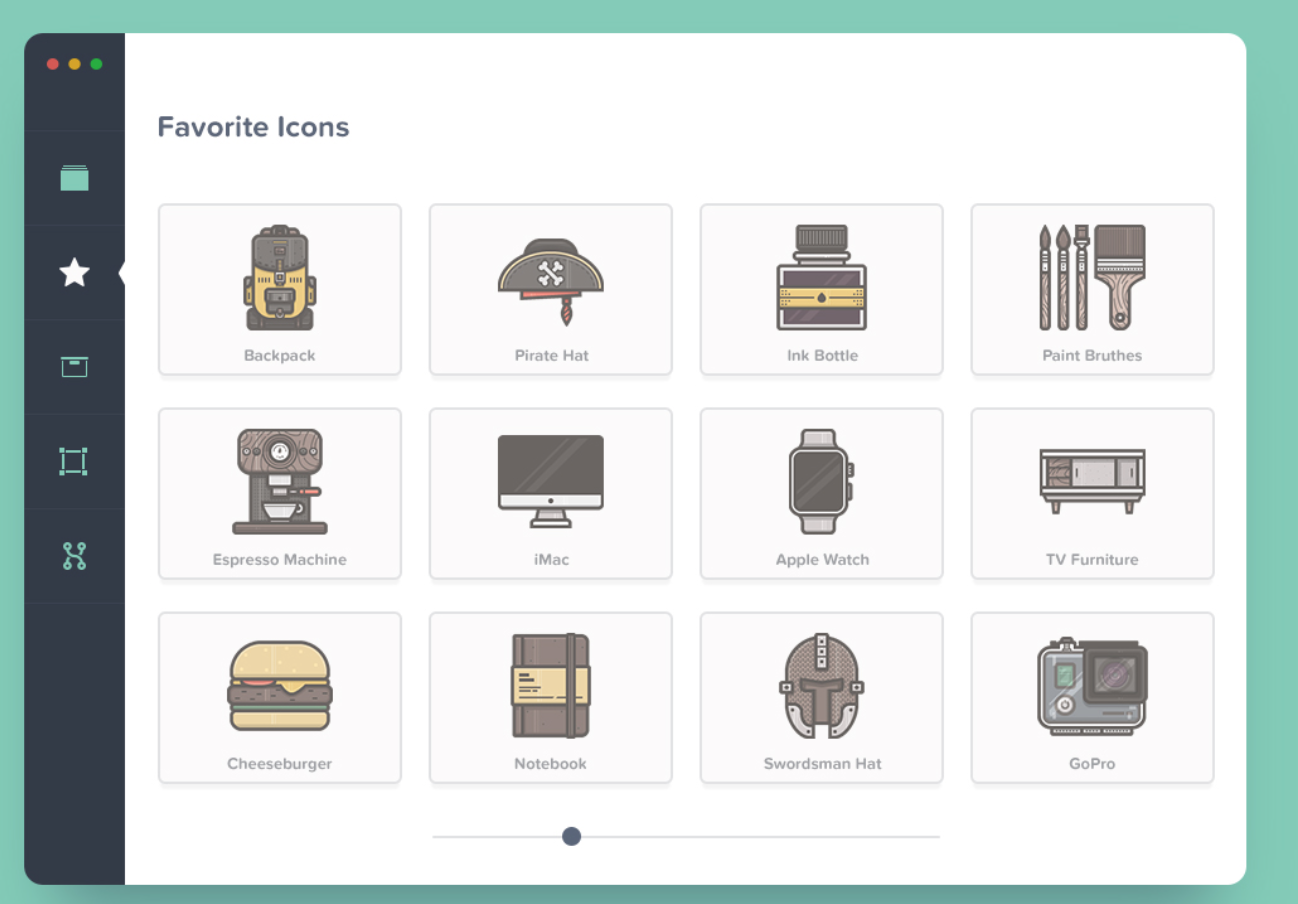 Favorite Icons
Backpack
Pirate Hat
Ink Bottle
Paint Bruthes
Espresso Machine
iMac
Apple Watch
TV Furniture
Cheeseburger
Notebook
Swordsman Hat
GoPro